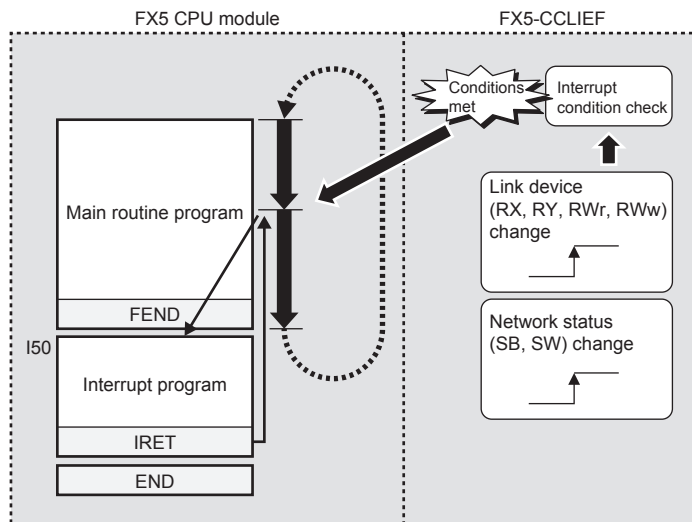 FX5 CPU module
FX5-CCLIEF
Conditions
met
Interrupt
condition check
Main routine program
Link device
(RX, RY, RWr, RWw)
change
FEND
Network status
(SB, SW) change
I50
Interrupt program
IRET
END